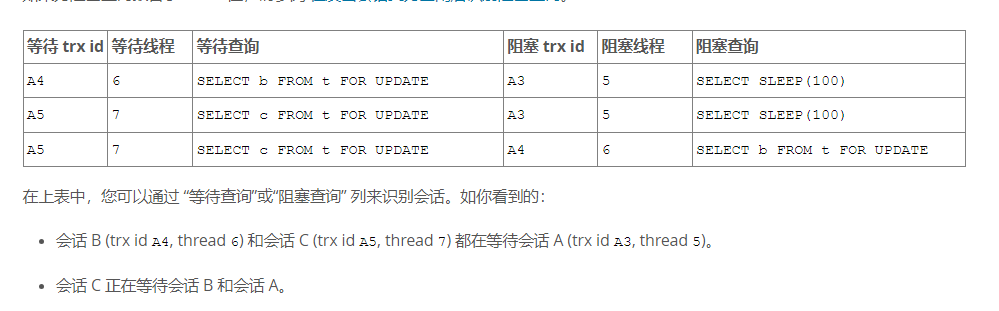 等待 trx id 等待线程 等待查询 阻塞 trx id 阻塞线程 阻塞查询
A4 6 SELECT b FROM t FOR UPDATE A3 5 SELECT SLEEP(100)
A5 7 SELECT c FROM t FOR UPDATE A3 5 SELECT SLEEP(100)
A5 7 SELECT c FROM t FOR UPDATE A4 6 SELECT b FROM t FOR UPDATE
在上表中，您可以通过 “等待查询”或“阻塞查询” 列来识别会话。如你看到的：
• 会话 B (trx id A4, thread 6) 和会话 C (trx id A5, thread 7) 都在等待会话 A (trx id A3, thread 5)。
• 会话 C 正在等待会话 B 和会话 A。